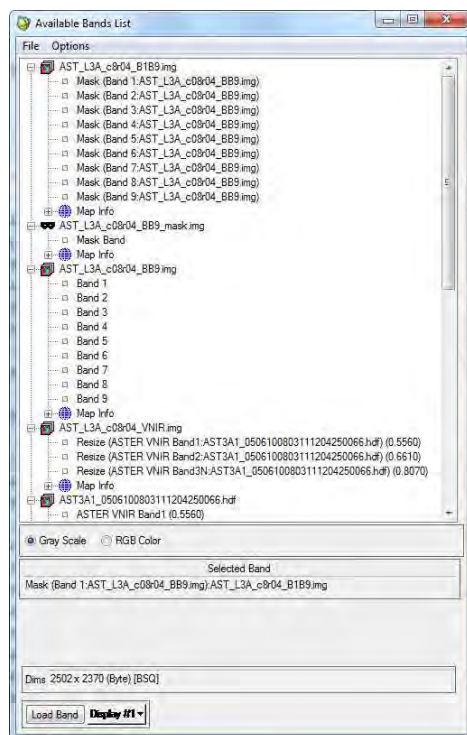 Available Bands List
File Options
AST_L3A_c8r04_B1B9.img
Mask (Band 1:AST_L3A_c08r04_BB9.img)
Mask (Band 2:AST_L3A_c08r04_BB9.img)
Mask (Band 3:AST_L3A_c08r04_BB9.img)
Mask (Band 4:AST_L3A_c08r04_BB9.img)
Mask (Band 5:AST_L3A_c08r04_BB9.img)
Mask (Band 6:AST_L3A_c08r04_BB9.img)
Mask (Band 7:AST_L3A_c08r04_BB9.img)
Mask (Band 8:AST_L3A_c08r04_BB9.img)
Mask (Band 9:AST_L3A_c08r04_BB9.img)
Map Info
AST_L3A_c08r04_BB9_mask.img
Mask Band
Map Info
AST_L3A_c08r04_BB9.img
Band 1
Band 2
Band 3
Band 4
Band 5
Band 6
Band 7
Band 8
Band 9
Map Info
AST_L3A_c08r04_VNIR.img
Resize (ASTER VNIR Band1:AST3A1_0506100803111204250066.hdf) (0.5560)
Resize (ASTER VNIR Band2:AST3A1_0506100803111204250066.hdf) (0.6610)
Resize (ASTER VNIR Band3N:AST3A1_0506100803111204250066.hdf) (0.8070)
Map Info
AST3A1_0506100803111204250066.hdf
ASTER VNIR Band1 (0.5560)
Gray Scale RGB Color
Selected Band
Mask (Band 1:AST_L3A_c08r04_BB9.img):AST_L3A_c8r04_B1B9.img
Dims 2502 x 2370 (Byte) [BSQ]
Load Band Display #1